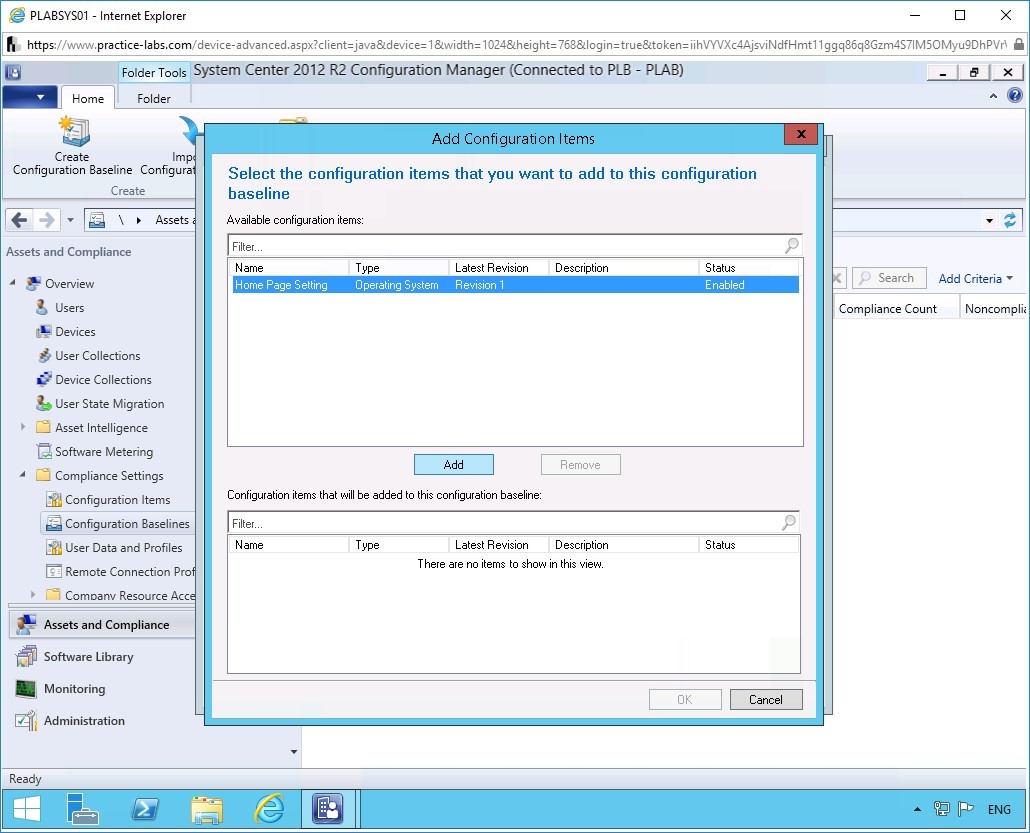 PLABSYS01 - Internet Explorer
https://www.practice-labs.com/device-advanced.aspx?client=java&device=1&width=1024&height=768&login=true&token=
Folder Tools System Center 2012 R2 Configuration Manager (Connected to PLB - PLAB)
Home Folder
Create
Configuration Baseline
Impo
Configurat
Create
\ Assets a
Assets and Compliance
Overview
Users
Devices
User Collections
Device Collections
User State Migration
Asset Intelligence
Software Metering
Compliance Settings
Configuration Items
Configuration Baselines
User Data and Profiles
Remote Connection Prof
Company Resource Acce
Assets and Compliance
Software Library
Monitoring
Administration
Add Configuration Items
x
Select the configuration items that you want to add to this configuration
baseline
Available configuration items:
Filter...
Name Type Latest Revision Description Status
Home Page Setting Operating System Revision 1 Enabled
Add Remove
Configuration items that will be added to this configuration baseline:
Filter...
Name Type Latest Revision Description Status
There are no items to show in this view.
OK Cancel
Search Add Criteria
Compliance Count Noncomplia
Ready
ENG